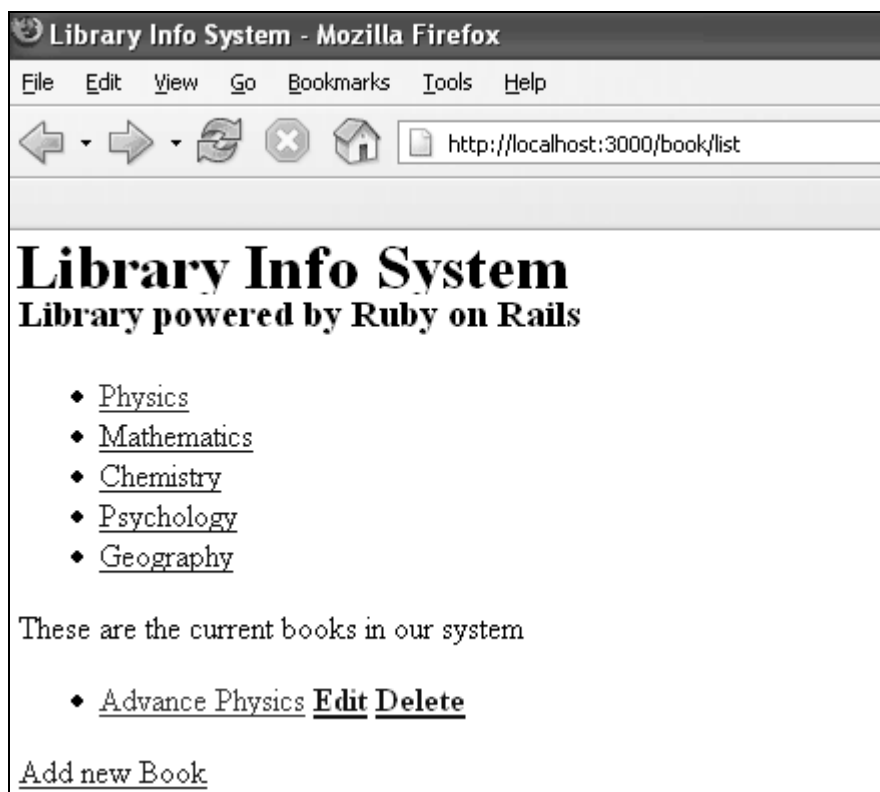 Library Info System - Mozilla Firefox
File Edit View Go Bookmarks Tools Help
http://localhost:3000/book/list
Library Info System
Library powered by Ruby on Rails
Physics
Mathematics
Chemistry
Psychology
Geography
These are the current books in our system
Advance Physics Edit Delete
Add new Book